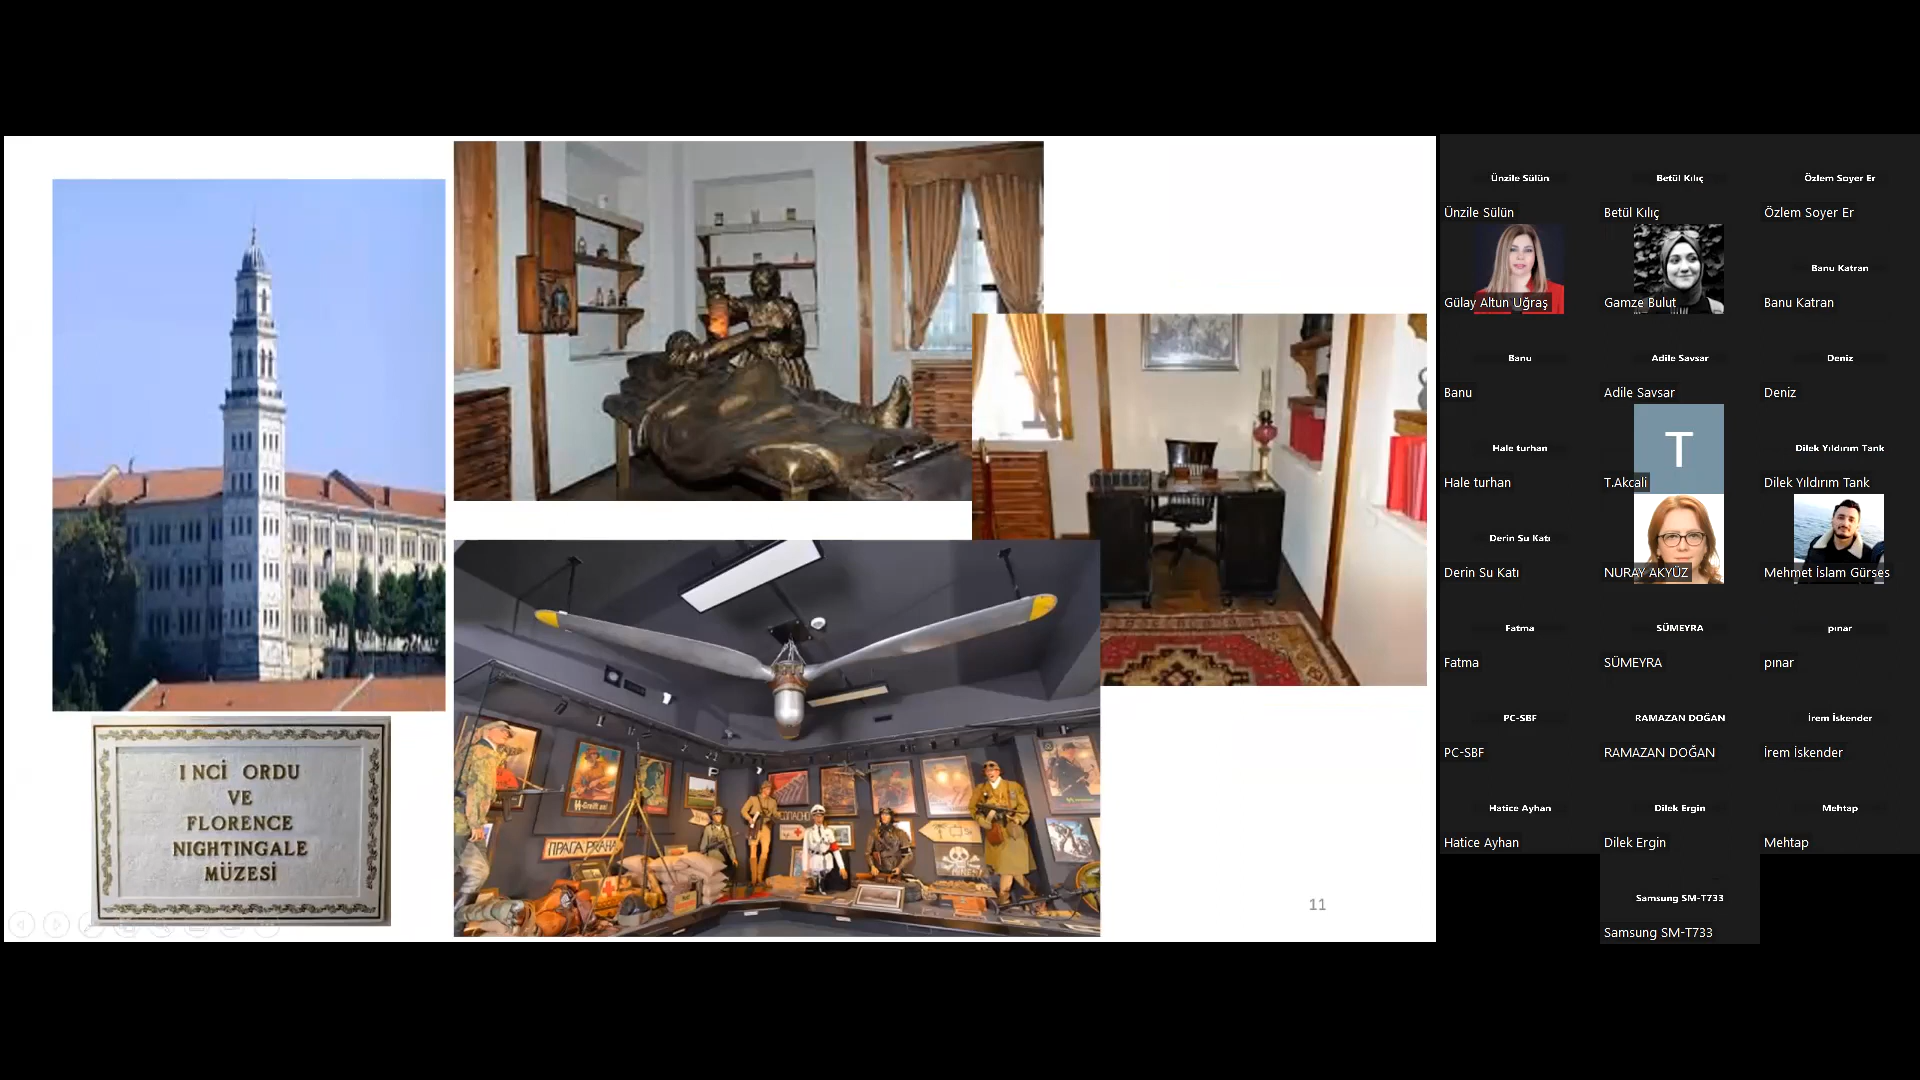 I NCİ ORDU
VE
FLORENCE
NIGHTINGALE
MÜZESİ
ПРАГА PRAHA
11
Ünzile Sülün
Ünzile Sülün
Betül Kılıç
Betül Kılıç
Özlem Soyer Er
Özlem Soyer Er
Gülay Altun Uğraş
Gamze Bulut
Banu Katran
Banu Katran
Banu
Banu
Adile Savsar
Adile Savsar
Deniz
Deniz
Hale turhan
Hale turhan
T
T.Akcali
Dilek Yıldırım Tank
Dilek Yıldırım Tank
Derin Su Katı
Derin Su Katı
NURAY AKYÜZ
Mehmet İslam Gürses
Fatma
Fatma
SÜMEYRA
SÜMEYRA
pınar
pınar
PC-SBF
PC-SBF
RAMAZAN DOĞAN
RAMAZAN DOĞAN
İrem İskender
İrem İskender
Hatice Ayhan
Hatice Ayhan
Dilek Ergin
Dilek Ergin
Mehtap
Mehtap
Samsung SM-T733
Samsung SM-T733